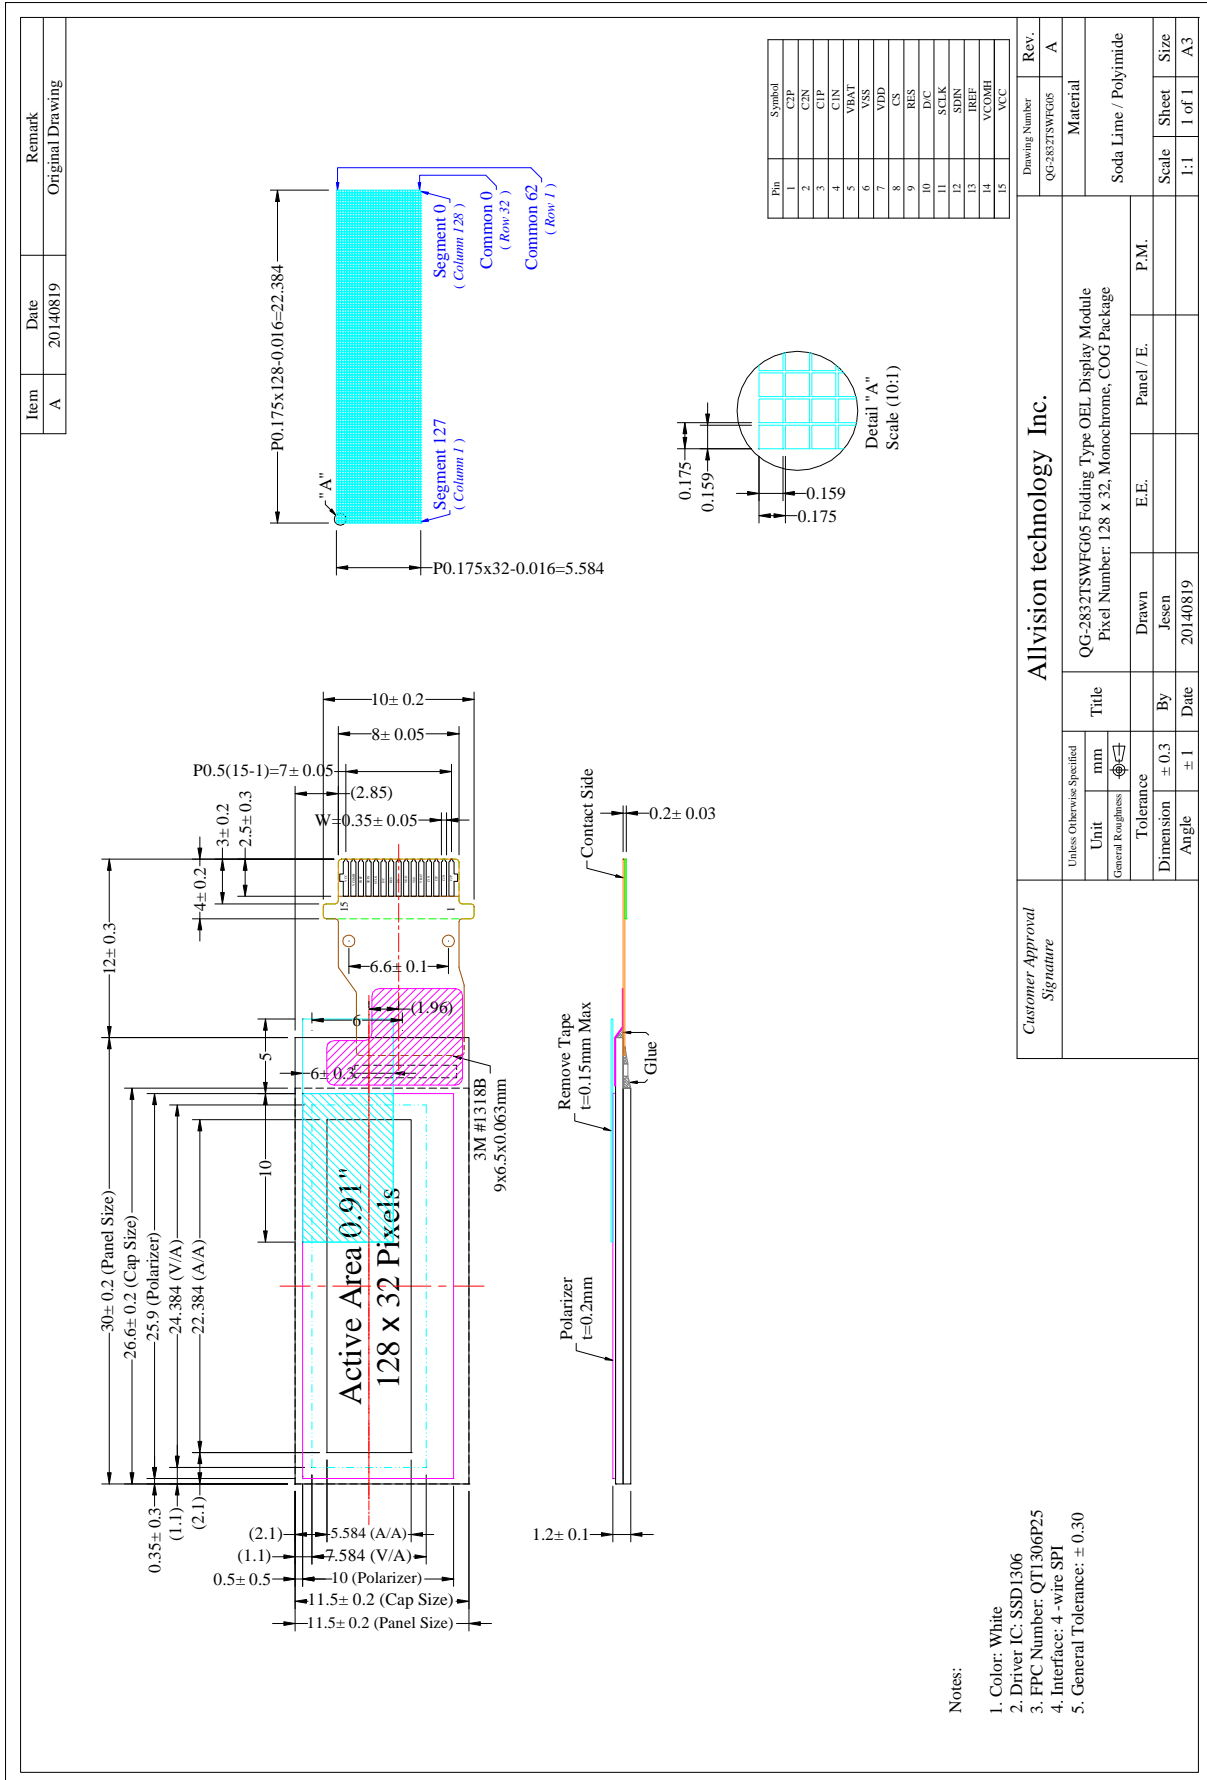 Item Date Remark
A 20140819 Original Drawing
P0.175x128-0.016=22.384
"A"
Segment 127
( Column 1 )
Segment 0
( Column 128 )
Common 0
( Row 32 )
Common 62
( Row 1 )
P0.175x32-0.016=5.584
0.175
0.159
0.159
0.175
Detail "A"
Scale (10:1)
Pin Symbol
1 C2P
2 C2N
3 C1P
4 C1N
5 VBAT
6 VSS
7 VDD
8 CS
9 RES
10 D/C
11 SCLK
12 SDIN
13 IREF
14 VCOMH
15 VCC
30± 0.2 (Panel Size)
12± 0.3
26.6± 0.2 (Cap Size)
25.9 (Polarizer)
24.384 (V/A)
22.384 (A/A)
0.35± 0.3
(1.1)
(2.1)
4± 0.2
3± 0.2
2.5± 0.3
5
10
10± 0.2
8± 0.05
P0.5(15-1)=7± 0.05
(2.85)
W=0.35± 0.05
15
1
6.6± 0.1
(1.96)
6
6± 0.3
3M #1318B
9x6.5x0.063mm
Active Area 0.91"
128 x 32 Pixels
(2.1)
5.584 (A/A)
(1.1)
7.584 (V/A)
0.5± 0.5
10 (Polarizer)
11.5± 0.2 (Cap Size)
11.5± 0.2 (Panel Size)
Contact Side
0.2± 0.03
Remove Tape
t=0.15mm Max
Glue
Polarizer
t=0.2mm
1.2± 0.1
Notes:
1. Color: White
2. Driver IC: SSD1306
3. FPC Number: QT1306P25
4. Interface: 4 -wire SPI
5. General Tolerance: ± 0.30
Customer Approval
Signature
Allvision technology Inc.
Drawing Number Rev.
QG-2832TSWFG05 A
Unless Otherwise Specified
Unit mm
General Roughness
Tolerance
Dimension ± 0.3
Angle ± 1
Title
QG-2832TSWFG05 Folding Type OEL Display Module
Pixel Number: 128 x 32, Monochrome, COG Package
Material
Soda Lime / Polyimide
Drawn E.E. Panel / E. P.M.
By Jesen
Date 20140819
Scale Sheet Size
1:1 1 of 1 A3